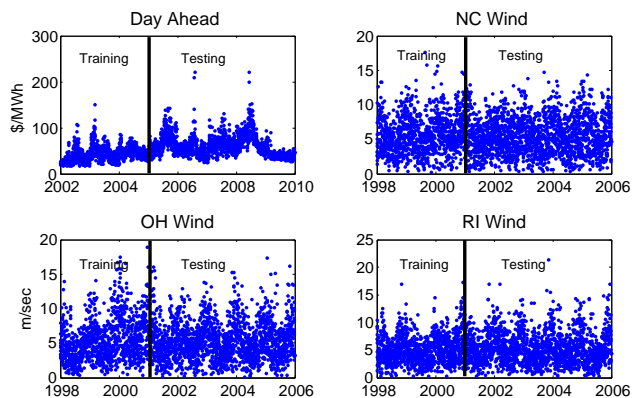 Day Ahead
300
200
100
0
$/MWh
Training
Testing
2002 2004 2006 2008 2010
NC Wind
20
15
10
5
0
Training
Testing
1998 2000 2002 2004 2006
OH Wind
20
15
10
5
0
m/sec
Training
Testing
1998 2000 2002 2004 2006
RI Wind
25
20
15
10
5
0
Training
Testing
1998 2000 2002 2004 2006